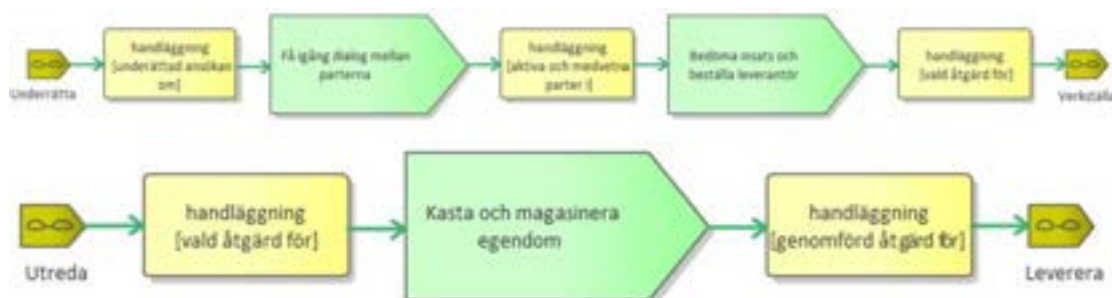 handläggning
[underättad ansökan
om]
Underrätta
Få igång dialog mellan
parterna
handläggning
[aktiva och medvetna
parter i]
Bedöma insats och
beställa leverantör
handläggning
[vald åtgärd för]
Verkställa
Utreda
handläggning
[vald åtgärd för]
Kasta och magasinera
egendom
handläggning
[genomförd åtgärd för]
Leverera